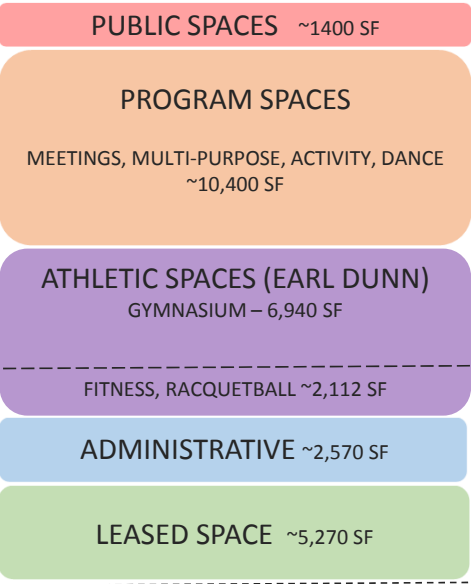 PUBLIC SPACES ~1400 SF
PROGRAM SPACES
MEETINGS, MULTI-PURPOSE, ACTIVITY, DANCE
~10,400 SF
ATHLETIC SPACES (EARL DUNN)
GYMNASIUM – 6,940 SF
FITNESS, RACQUETBALL ~2,112 SF
ADMINISTRATIVE ~2,570 SF
LEASED SPACE ~5,270 SF